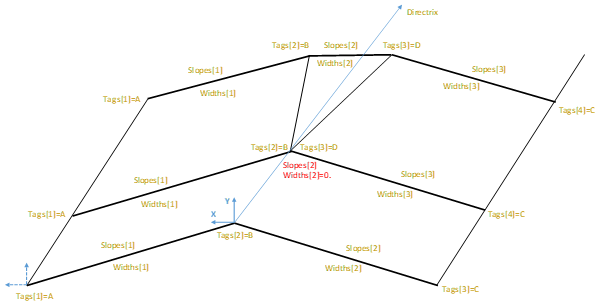 Directrix
Tags[2]=B
Slopes[2]
Tags[3]=D
Widths[2]
Slopes[1]
Slopes[3]
Widths[1]
Widths[3]
Tags[1]=A
Tags[4]=C
Tags[2]=B
Tags[3]=D
Slopes[2]
Widths[2]=0.
Slopes[1]
Slopes[3]
Widths[1]
Widths[3]
Tags[1]=A
Tags[4]=C
Y
X
Tags[2]=B
Slopes[1]
Slopes[2]
Widths[1]
Widths[2]
Tags[1]=A
Tags[3]=C